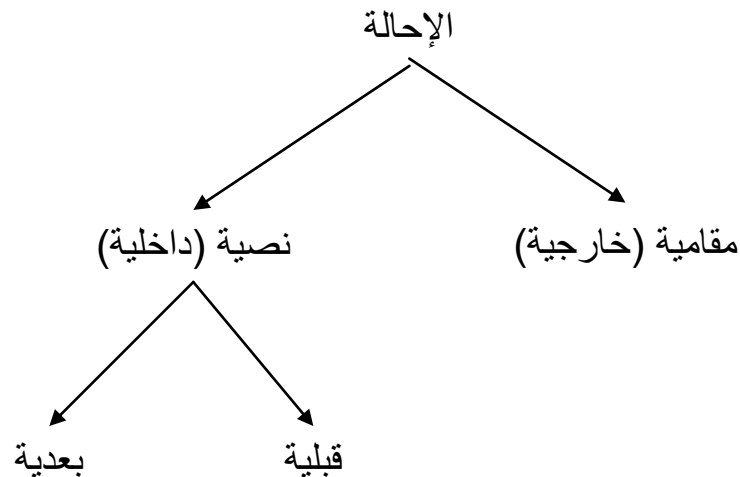 الإحالة
مقامية (خارجية)
نصية (داخلية)
قبلية
بعدية